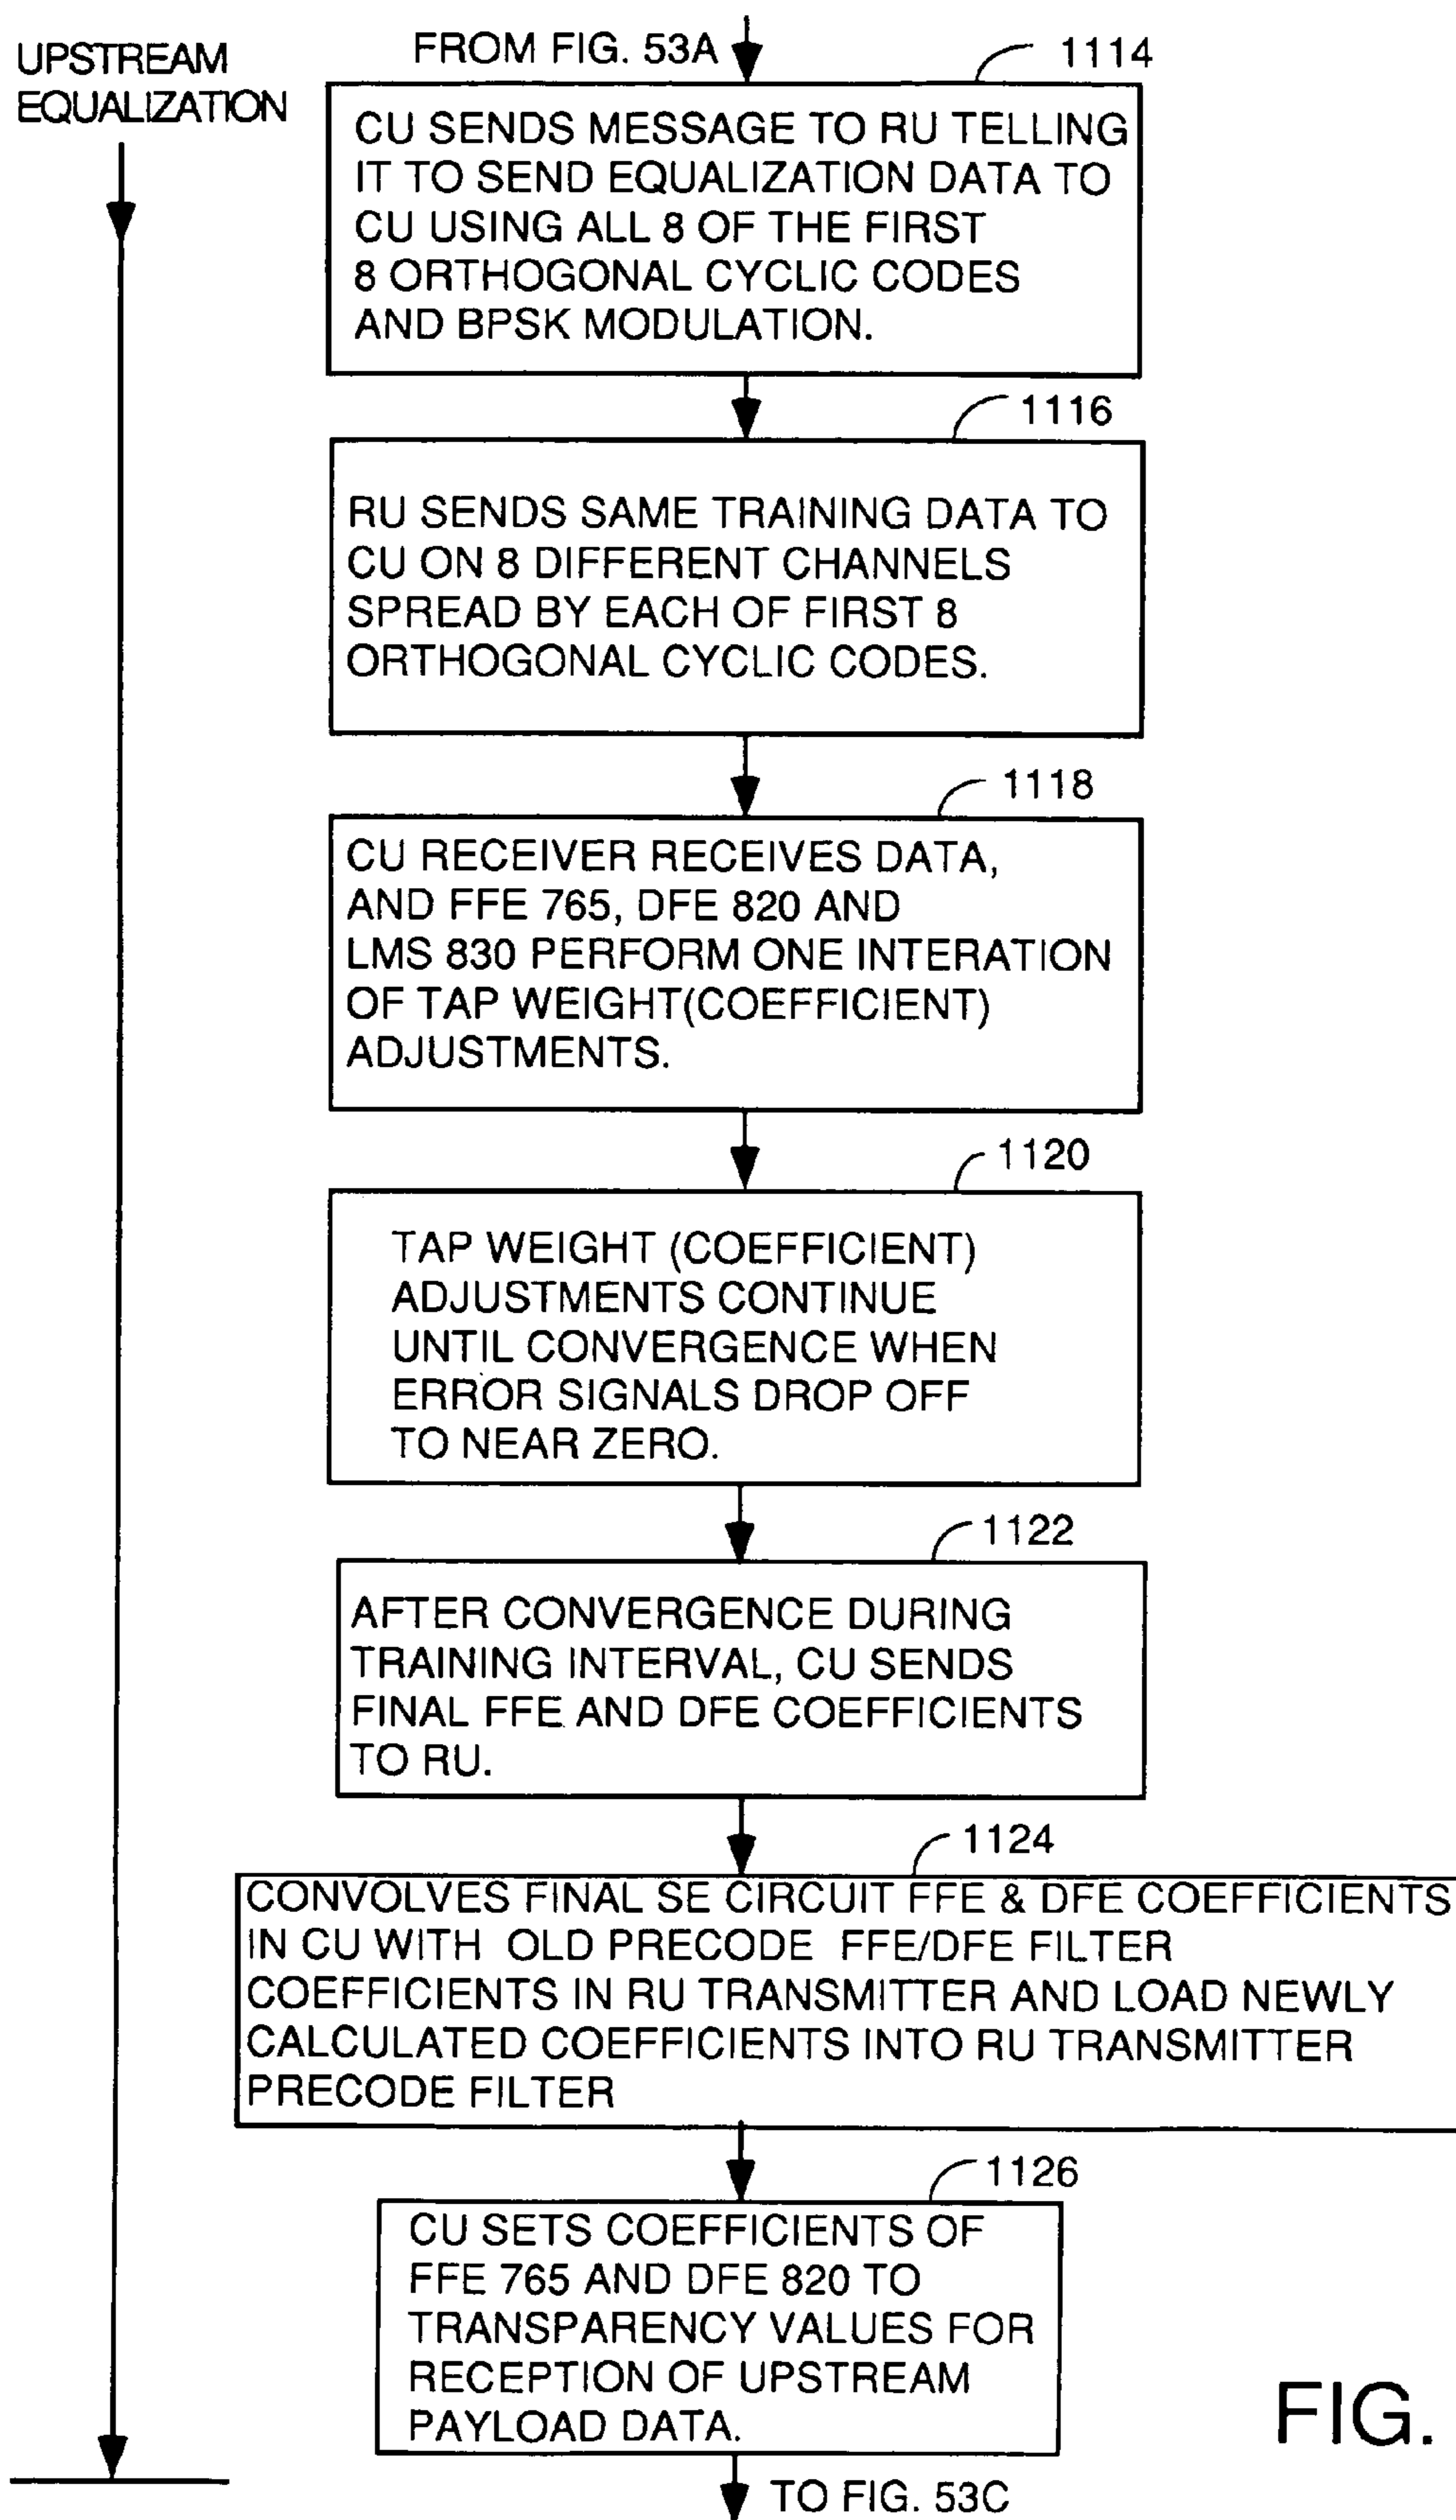 UPSTREAM
EQUALIZATION
FROM FIG. 53A
1114
CU SENDS MESSAGE TO RU TELLING
IT TO SEND EQUALIZATION DATA TO
CU USING ALL 8 OF THE FIRST
8 ORTHOGONAL CYCLIC CODES
AND BPSK MODULATION.
1116
RU SENDS SAME TRAINING DATA TO
CU ON 8 DIFFERENT CHANNELS
SPREAD BY EACH OF FIRST 8
ORTHOGONAL CYCLIC CODES.
1118
CU RECEIVER RECEIVES DATA,
AND FFE 765, DFE 820 AND
LMS 830 PERFORM ONE INTERATION
OF TAP WEIGHT(COEFFICIENT)
ADJUSTMENTS.
1120
TAP WEIGHT (COEFFICIENT)
ADJUSTMENTS CONTINUE
UNTIL CONVERGENCE WHEN
ERROR SIGNALS DROP OFF
TO NEAR ZERO.
1122
AFTER CONVERGENCE DURING
TRAINING INTERVAL, CU SENDS
FINAL FFE AND DFE COEFFICIENTS
TO RU.
1124
CONVOLVES FINAL SE CIRCUIT FFE & DFE COEFFICIENTS
IN CU WITH OLD PRECODE FFE/DFE FILTER
COEFFICIENTS IN RU TRANSMITTER AND LOAD NEWLY
CALCULATED COEFFICIENTS INTO RU TRANSMITTER
PRECODE FILTER
1126
CU SETS COEFFICIENTS OF
FFE 765 AND DFE 820 TO
TRANSPARENCY VALUES FOR
RECEPTION OF UPSTREAM
PAYLOAD DATA.
FIG.
TO FIG. 53C